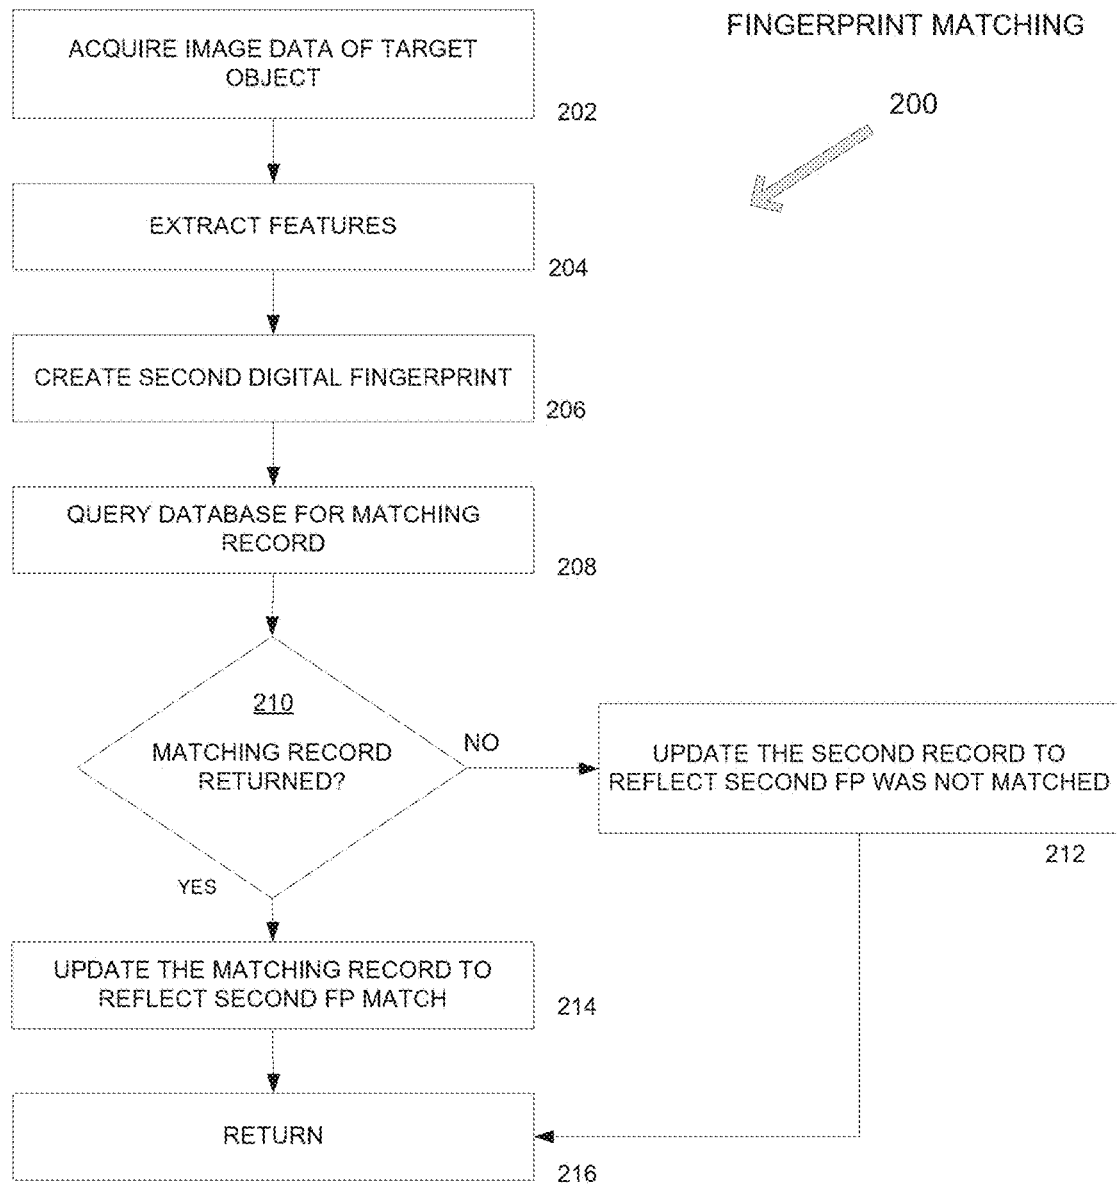 FINGERPRINT MATCHING
200
ACQUIRE IMAGE DATA OF TARGET
OBJECT
202
EXTRACT FEATURES
204
CREATE SECOND DIGITAL FINGERPRINT
206
QUERY DATABASE FOR MATCHING
RECORD
208
210
MATCHING RECORD
RETURNED?
NO
UPDATE THE SECOND RECORD TO
REFLECT SECOND FP WAS NOT MATCHED
212
YES
UPDATE THE MATCHING RECORD TO
REFLECT SECOND FP MATCH
214
RETURN
216